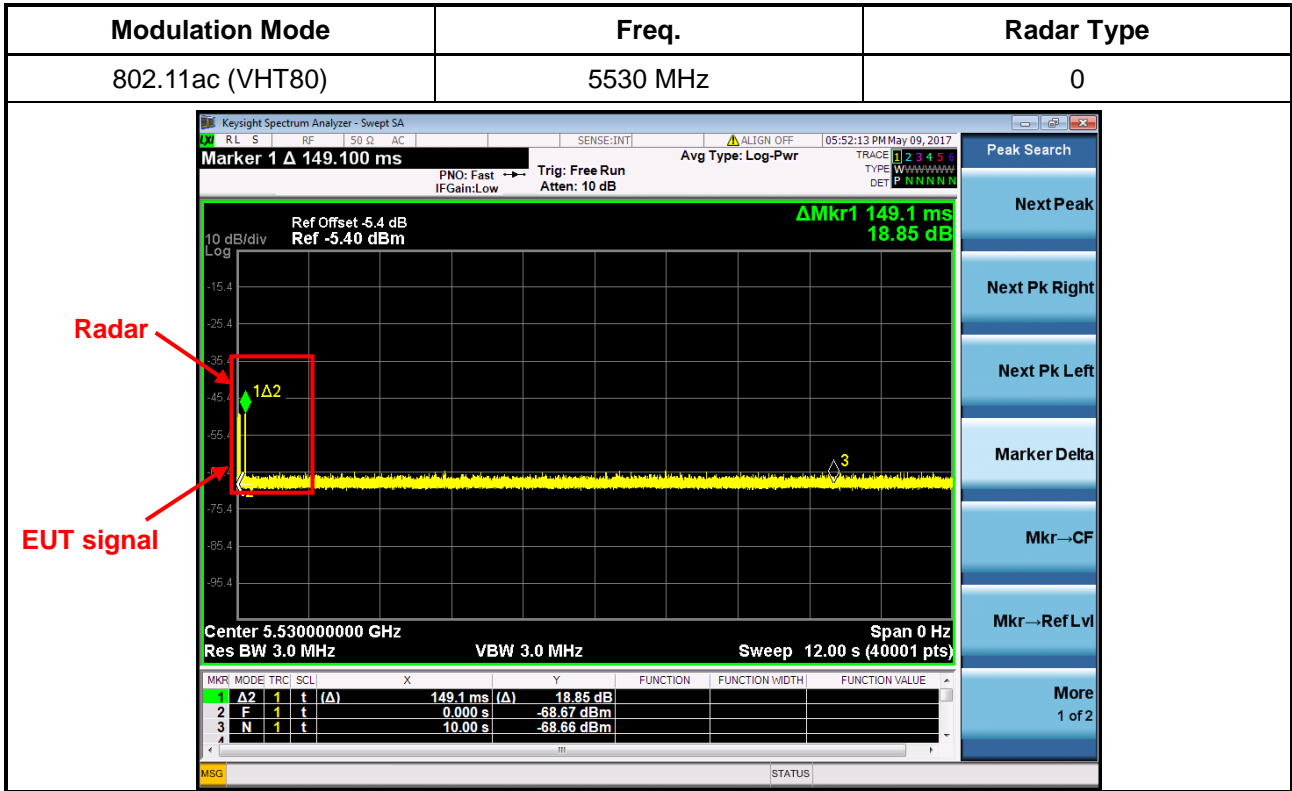 Modulation Mode Freq. Radar Type
802.11ac (VHT80) 5530 MHz 0
Keysight Spectrum Analyzer - Swept SA
LXI R L S RF 50 Ω AC SENSE:INT ALIGN OFF 05:52:13 PM May 09, 2017
Marker 1 Δ 149.100 ms
PNO: Fast
IFGain:Low
Trig: Free Run
Atten: 10 dB
Avg Type: Log-Pwr
TRACE 1 2 3 4 5 6
TYPE WWWWWW
DET P N N N N N
Peak Search
Next Peak
Next Pk Right
Next Pk Left
Marker Delta
Mkr→CF
Mkr→Ref Lvl
More
1 of 2
ΔMkr1 149.1 ms
18.85 dB
Ref Offset -5.4 dB
10 dB/div Ref -5.40 dBm
Log
-15.4
-25.4
-35.4
-45.4
-55.4
-75.4
-85.4
-95.4
Radar
EUT signal
1Δ2
3
Center 5.530000000 GHz Span 0 Hz
Res BW 3.0 MHz VBW 3.0 MHz Sweep 12.00 s (40001 pts)
MKR MODE TRC SCL X Y FUNCTION FUNCTION WIDTH FUNCTION VALUE
1 Δ2 1 t (Δ) 149.1 ms (Δ) 18.85 dB
2 F 1 t 0.000 s -68.67 dBm
3 N 1 t 10.00 s -68.66 dBm
MSG STATUS